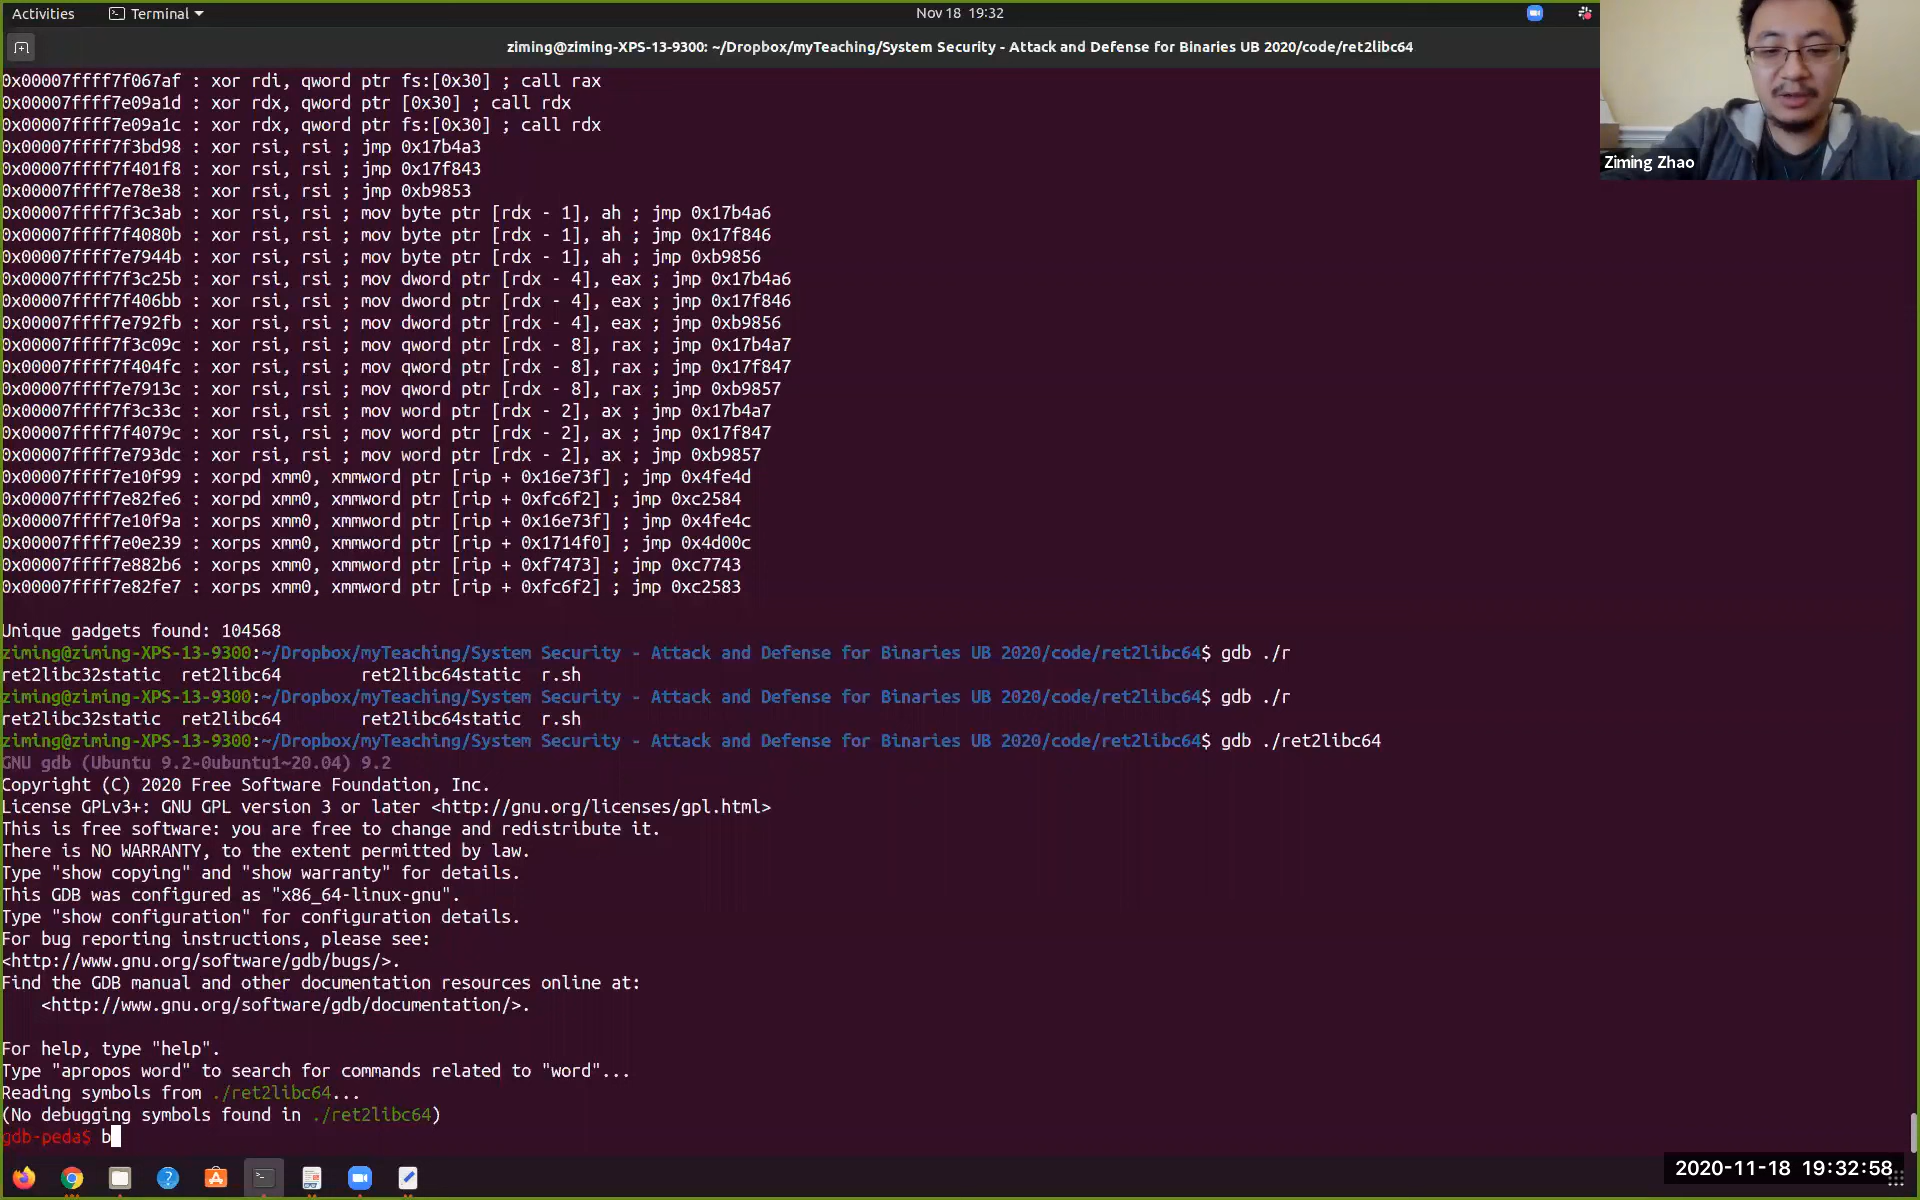 Activities Terminal Nov 18 19:32
ziming@ziming-XPS-13-9300: ~/Dropbox/myTeaching/System Security - Attack and Defense for Binaries UB 2020/code/ret2libc64
Ziming Zhao
0x00007ffff7f067af : xor rdi, qword ptr fs:[0x30] ; call rax
0x00007ffff7e09a1d : xor rdx, qword ptr [0x30] ; call rdx
0x00007ffff7e09a1c : xor rdx, qword ptr fs:[0x30] ; call rdx
0x00007ffff7f3bd98 : xor rsi, rsi ; jmp 0x17b4a3
0x00007ffff7f401f8 : xor rsi, rsi ; jmp 0x17f843
0x00007ffff7e78e38 : xor rsi, rsi ; jmp 0xb9853
0x00007ffff7f3c3ab : xor rsi, rsi ; mov byte ptr [rdx - 1], ah ; jmp 0x17b4a6
0x00007ffff7f4080b : xor rsi, rsi ; mov byte ptr [rdx - 1], ah ; jmp 0x17f846
0x00007ffff7e7944b : xor rsi, rsi ; mov byte ptr [rdx - 1], ah ; jmp 0xb9856
0x00007ffff7f3c25b : xor rsi, rsi ; mov dword ptr [rdx - 4], eax ; jmp 0x17b4a6
0x00007ffff7f406bb : xor rsi, rsi ; mov dword ptr [rdx - 4], eax ; jmp 0x17f846
0x00007ffff7e792fb : xor rsi, rsi ; mov dword ptr [rdx - 4], eax ; jmp 0xb9856
0x00007ffff7f3c09c : xor rsi, rsi ; mov qword ptr [rdx - 8], rax ; jmp 0x17b4a7
0x00007ffff7f404fc : xor rsi, rsi ; mov qword ptr [rdx - 8], rax ; jmp 0x17f847
0x00007ffff7e7913c : xor rsi, rsi ; mov qword ptr [rdx - 8], rax ; jmp 0xb9857
0x00007ffff7f3c33c : xor rsi, rsi ; mov word ptr [rdx - 2], ax ; jmp 0x17b4a7
0x00007ffff7f4079c : xor rsi, rsi ; mov word ptr [rdx - 2], ax ; jmp 0x17f847
0x00007ffff7e793dc : xor rsi, rsi ; mov word ptr [rdx - 2], ax ; jmp 0xb9857
0x00007ffff7e10f99 : xorpd xmm0, xmmword ptr [rip + 0x16e73f] ; jmp 0x4fe4d
0x00007ffff7e82fe6 : xorpd xmm0, xmmword ptr [rip + 0xfc6f2] ; jmp 0xc2584
0x00007ffff7e10f9a : xorps xmm0, xmmword ptr [rip + 0x16e73f] ; jmp 0x4fe4c
0x00007ffff7e0e239 : xorps xmm0, xmmword ptr [rip + 0x1714f0] ; jmp 0x4d00c
0x00007ffff7e882b6 : xorps xmm0, xmmword ptr [rip + 0xf7473] ; jmp 0xc7743
0x00007ffff7e82fe7 : xorps xmm0, xmmword ptr [rip + 0xfc6f2] ; jmp 0xc2583
Unique gadgets found: 104568
ziming@ziming-XPS-13-9300:~/Dropbox/myTeaching/System Security - Attack and Defense for Binaries UB 2020/code/ret2libc64$ gdb ./r
ret2libc32static ret2libc64 ret2libc64static r.sh
ziming@ziming-XPS-13-9300:~/Dropbox/myTeaching/System Security - Attack and Defense for Binaries UB 2020/code/ret2libc64$ gdb ./r
ret2libc32static ret2libc64 ret2libc64static r.sh
ziming@ziming-XPS-13-9300:~/Dropbox/myTeaching/System Security - Attack and Defense for Binaries UB 2020/code/ret2libc64$ gdb ./ret2libc64
GNU gdb (Ubuntu 9.2-0ubuntu1~20.04) 9.2
Copyright (C) 2020 Free Software Foundation, Inc.
License GPLv3+: GNU GPL version 3 or later <http://gnu.org/licenses/gpl.html>
This is free software: you are free to change and redistribute it.
There is NO WARRANTY, to the extent permitted by law.
Type "show copying" and "show warranty" for details.
This GDB was configured as "x86_64-linux-gnu".
Type "show configuration" for configuration details.
For bug reporting instructions, please see:
<http://www.gnu.org/software/gdb/bugs/>.
Find the GDB manual and other documentation resources online at:
<http://www.gnu.org/software/gdb/documentation/>.
For help, type "help".
Type "apropos word" to search for commands related to "word"...
Reading symbols from ./ret2libc64...
(No debugging symbols found in ./ret2libc64)
gdb-peda$ b
2020-11-18 19:32:58